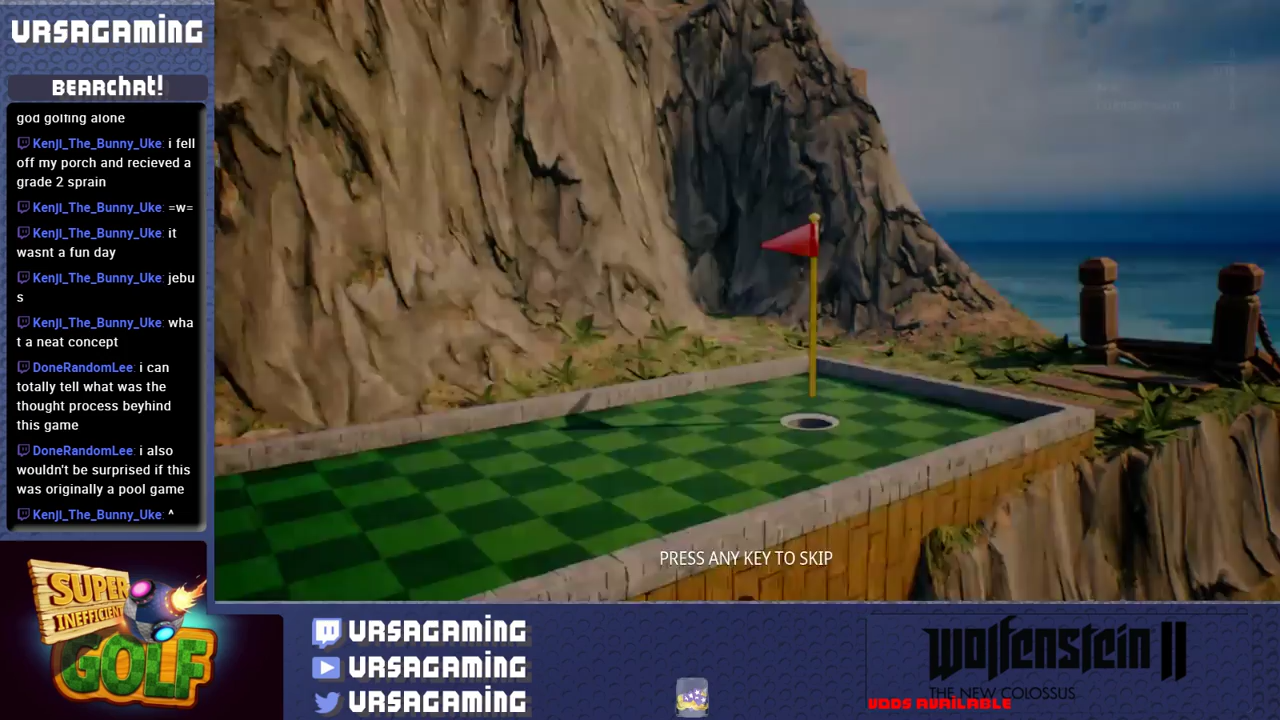 URSAGAMING
BEARCHAT!
god golfing alone
KenJI_The_Bunny_Uke: i fell
off my porch and recieved a
grade 2 sprain
KenJI_The_Bunny_Uke: =w=
KenJI_The_Bunny_Uke: it
wasnt a fun day
KenJI_The_Bunny_Uke: jebu
s
KenJI_The_Bunny_Uke: wha
t a neat concept
DoneRandomLee: i can
totally tell what was the
thought process beyhind
this game
DoneRandomLee: i also
wouldn't be surprised if this
was originally a pool game
KenJI_The_Bunny_Uke: ^
PRESS ANY KEY TO SKIP
SUPER
INEFFICIENT
GOLF
URSAGAMING
URSAGAMING
URSAGAMING
Wolfenstein II
THE NEW COLOSSUS
VODS AVAILABLE